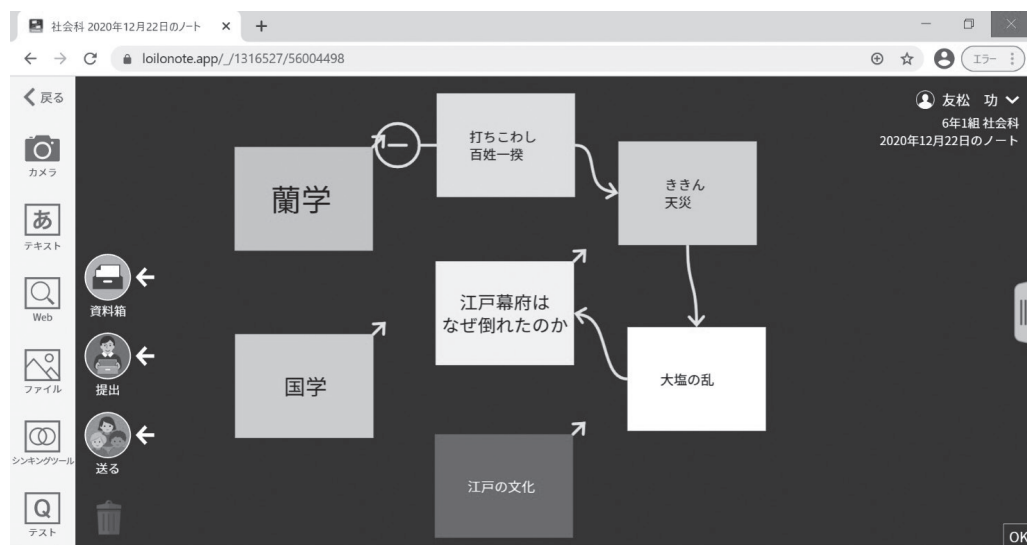 社会科 2020年12月22日のノート
loilonote.app/_/1316527/56004498
エラー
戻る
友松 功
6年1組 社会科
2020年12月22日のノート
カメラ
あ
テキスト
Web
ファイル
シンキングツール
Q
テスト
資料箱
提出
送る
蘭学
打ちこわし
百姓一揆
ききん
天災
江戸幕府は
なぜ倒れたのか
国学
大塩の乱
江戸の文化
OK